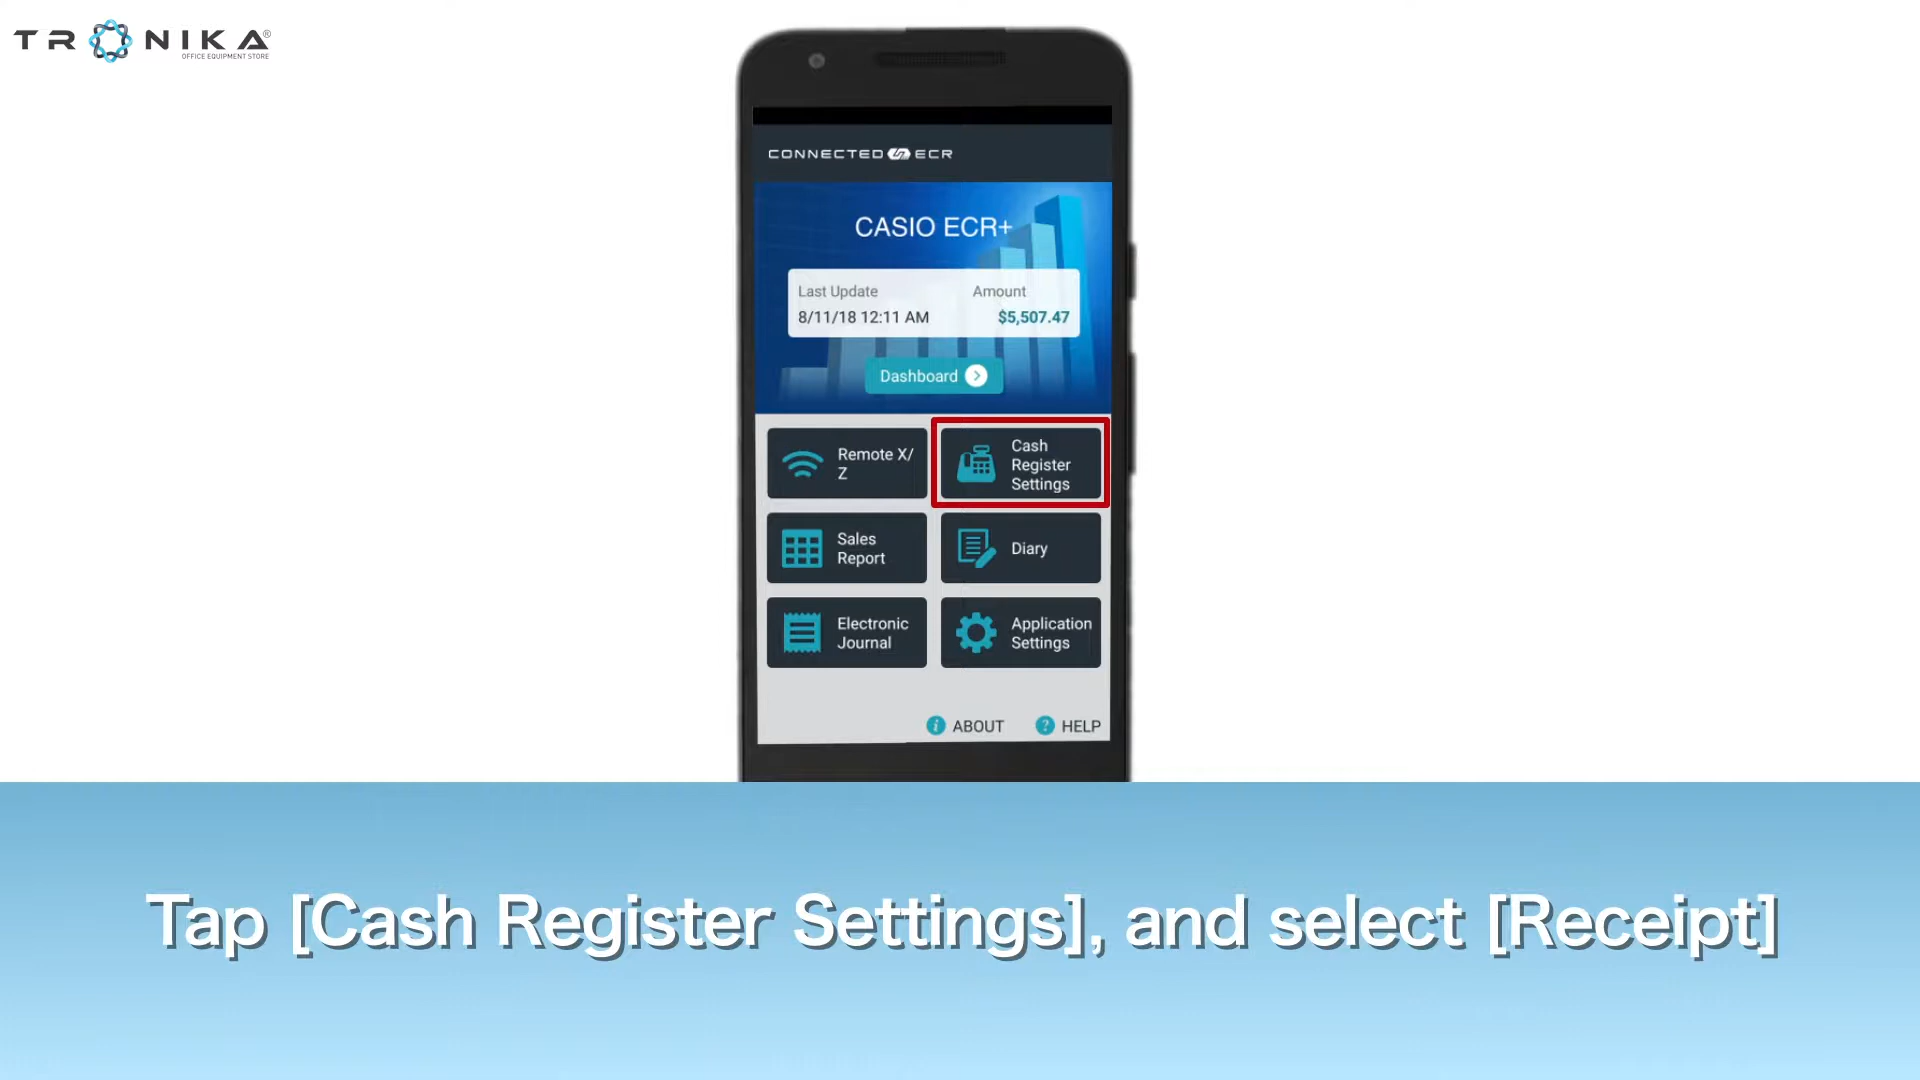 TRONIKA®
OFFICE EQUIPMENT STORE
CONNECTED ECR
CASIO ECR+
Last Update Amount
8/11/18 12:11 AM $5,507.47
Dashboard
Remote X/
Z
Cash
Register
Settings
Sales
Report
Diary
Electronic
Journal
Application
Settings
i ABOUT ? HELP
Tap [Cash Register Settings], and select [Receipt]